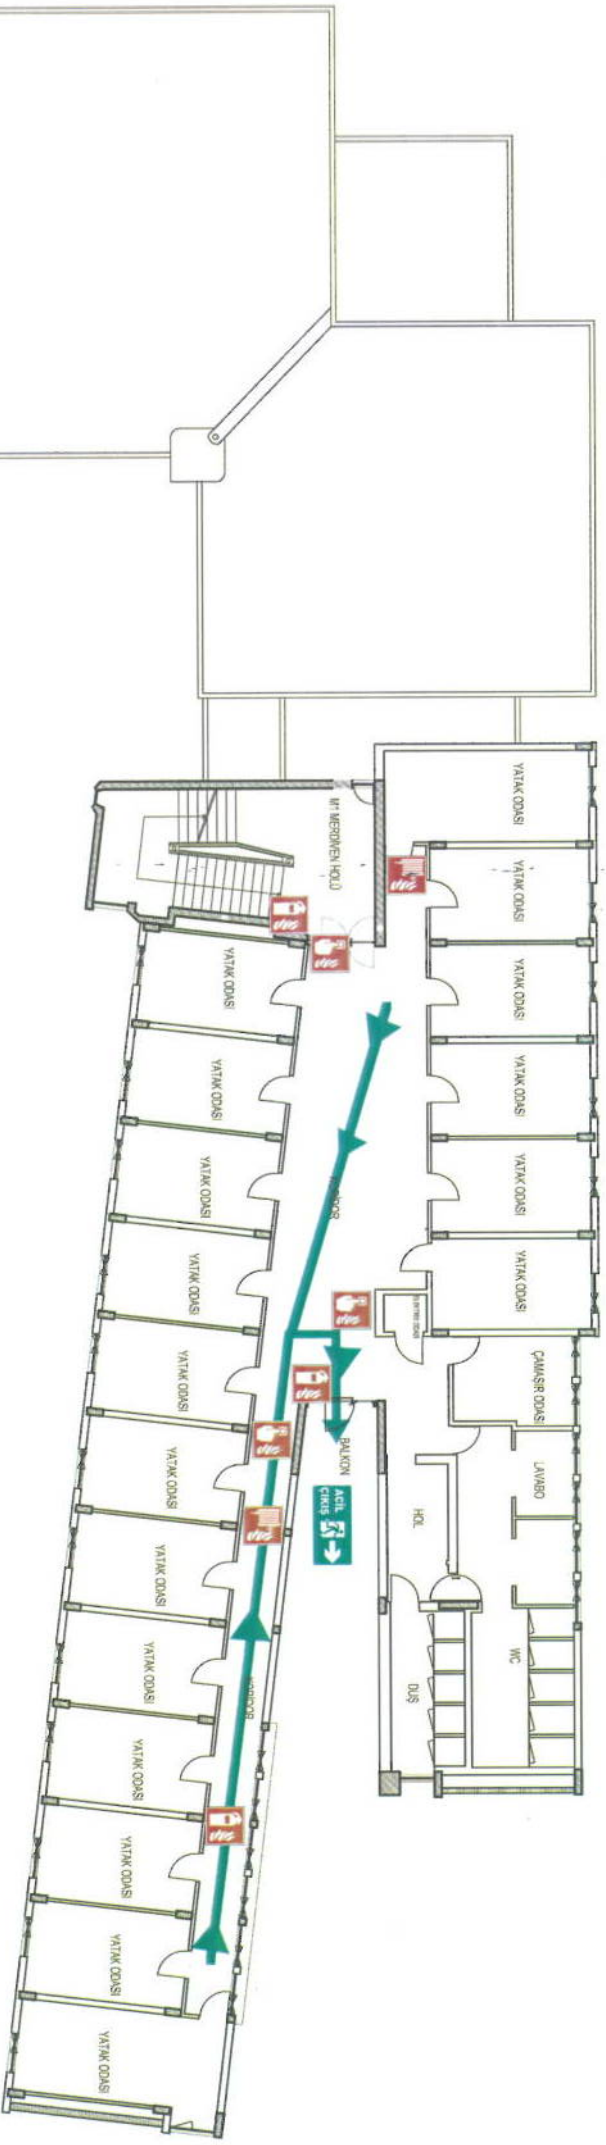 YATAK ODASI
YATAK ODASI
YATAK ODASI
YATAK ODASI
YATAK ODASI
YATAK ODASI
ÇAMAŞIR ODASI
LAVABO
WC
HOL
DUŞ
M1 MERDİVEN HOLÜ
KORİDOR
BALKON
ACİL
ÇIKIŞ
KORİDOR
YATAK ODASI
YATAK ODASI
YATAK ODASI
YATAK ODASI
YATAK ODASI
YATAK ODASI
YATAK ODASI
YATAK ODASI
YATAK ODASI
YATAK ODASI
YATAK ODASI
YATAK ODASI